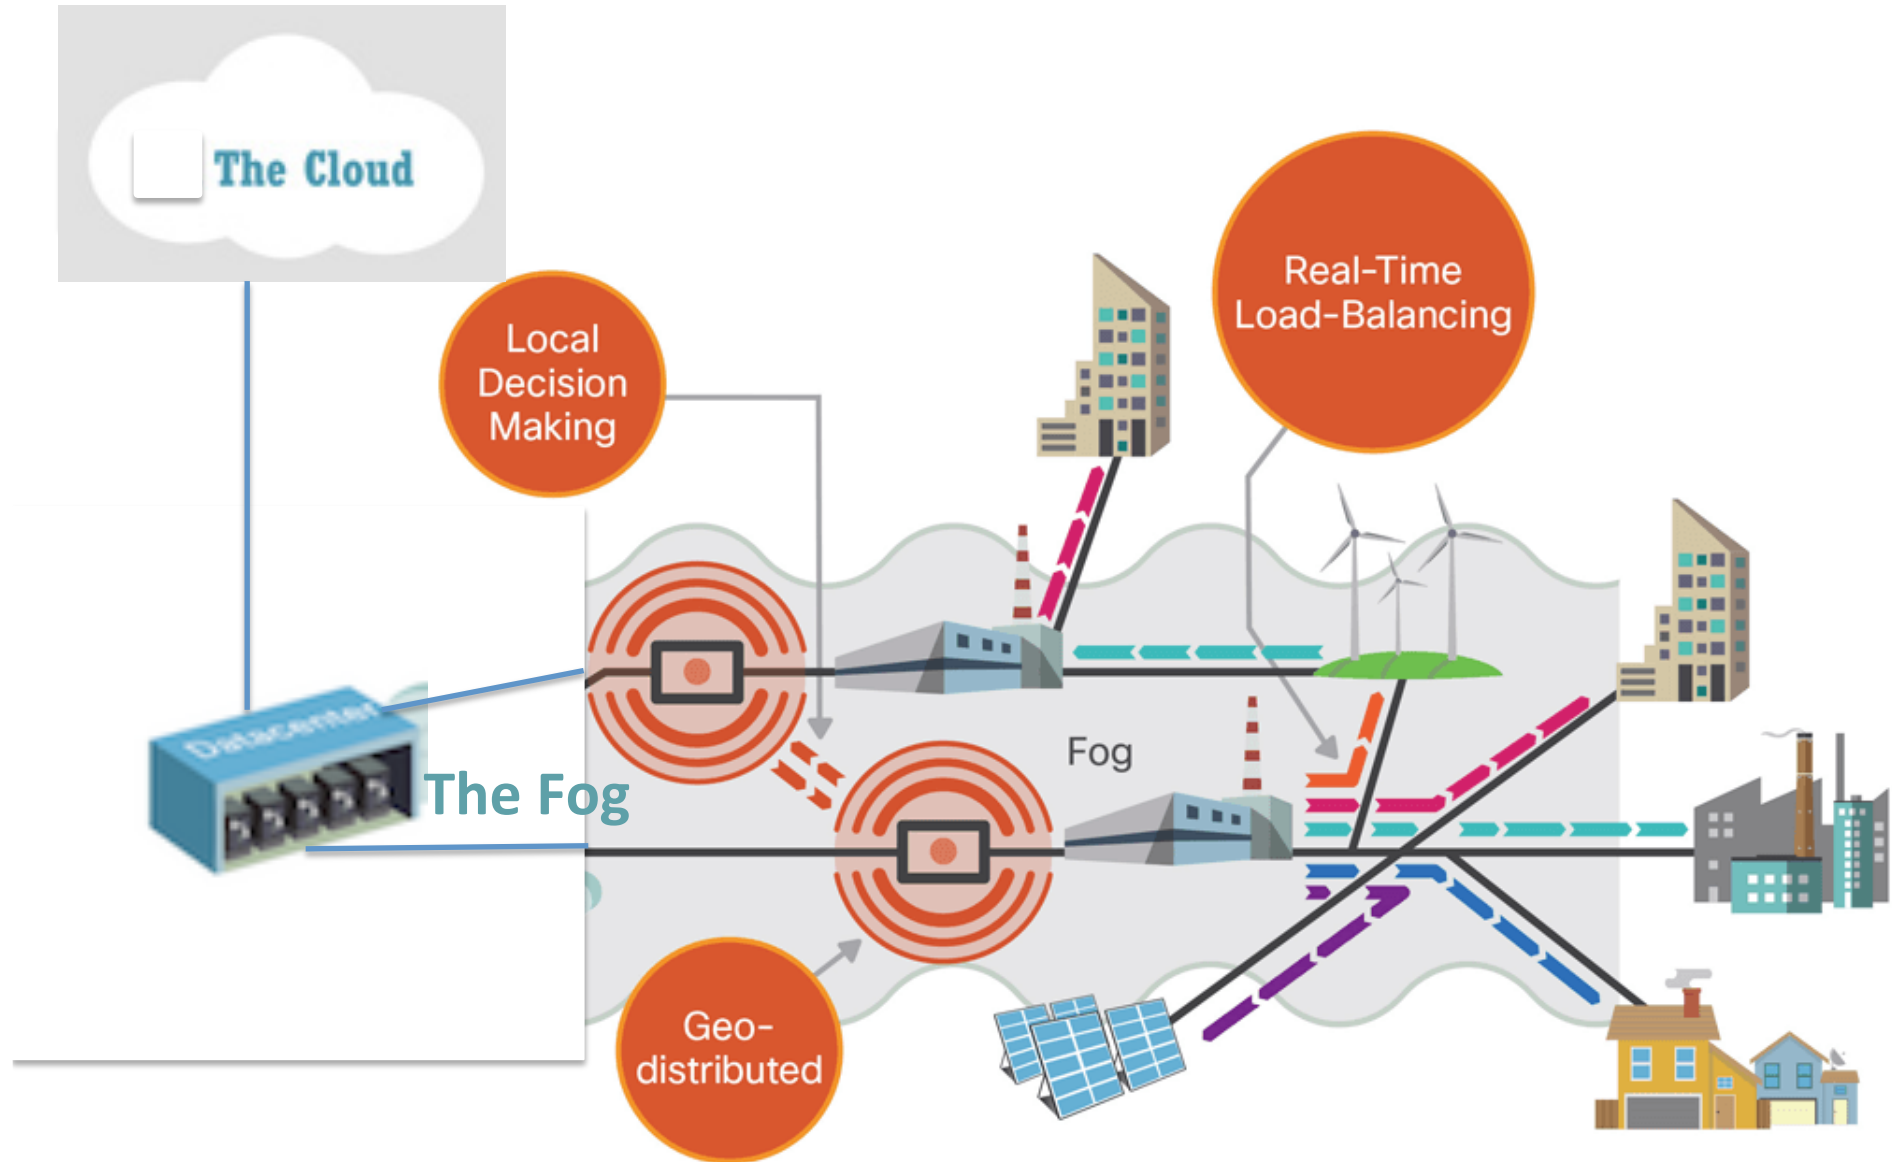 The Cloud
Local
Decision
Making
Real-Time
Load-Balancing
Datacenter
The Fog
Fog
Geo-
distributed